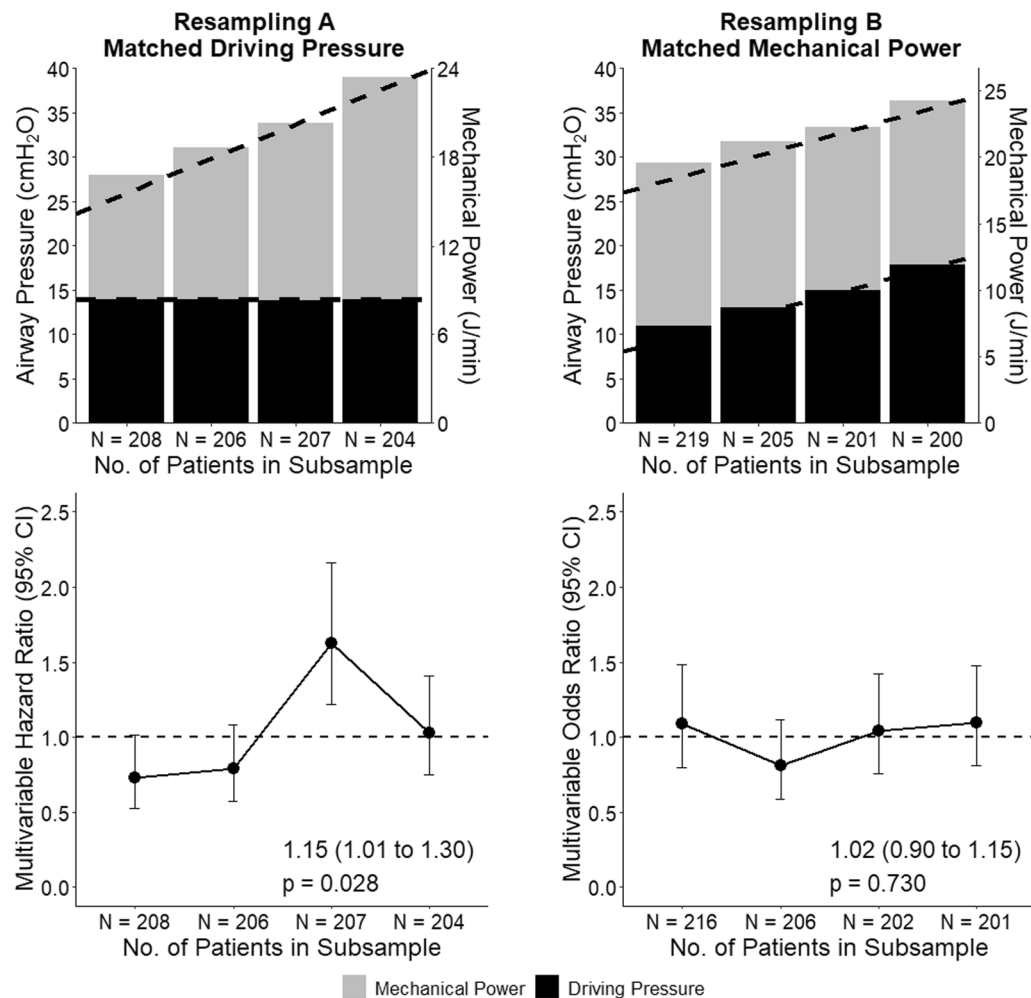 Resampling A
Matched Driving Pressure
Airway Pressure (cmH₂O)
40
35
30
25
20
15
10
5
0
24
18
12
6
0
Mechanical Power (J/min)
N = 208 N = 206 N = 207 N = 204
No. of Patients in Subsample
Resampling B
Matched Mechanical Power
Airway Pressure (cmH₂O)
40
35
30
25
20
15
10
5
0
25
20
15
10
5
0
Mechanical Power (J/min)
N = 219 N = 205 N = 201 N = 200
No. of Patients in Subsample
Multivariable Hazard Ratio (95% CI)
2.5
2.0
1.5
1.0
0.5
0.0
1.15 (1.01 to 1.30)
p = 0.028
N = 208 N = 206 N = 207 N = 204
No. of Patients in Subsample
Multivariable Odds Ratio (95% CI)
2.5
2.0
1.5
1.0
0.5
0.0
1.02 (0.90 to 1.15)
p = 0.730
N = 216 N = 206 N = 202 N = 201
No. of Patients in Subsample
Mechanical Power Driving Pressure